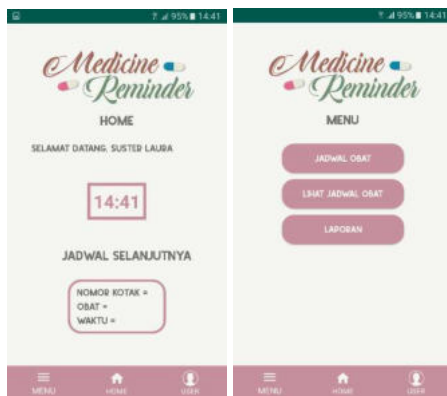 95% 14:41
Medicine
Reminder
HOME
SELAMAT DATANG, SUSTER LAURA
14:41
JADWAL SELANJUTNYA
NOMOR KOTAK =
OBAT =
WAKTU =
MENU
HOME
USER
95% 14:41
Medicine
Reminder
MENU
JADWAL OBAT
LIHAT JADWAL OBAT
LAPORAN
MENU
HOME
USER